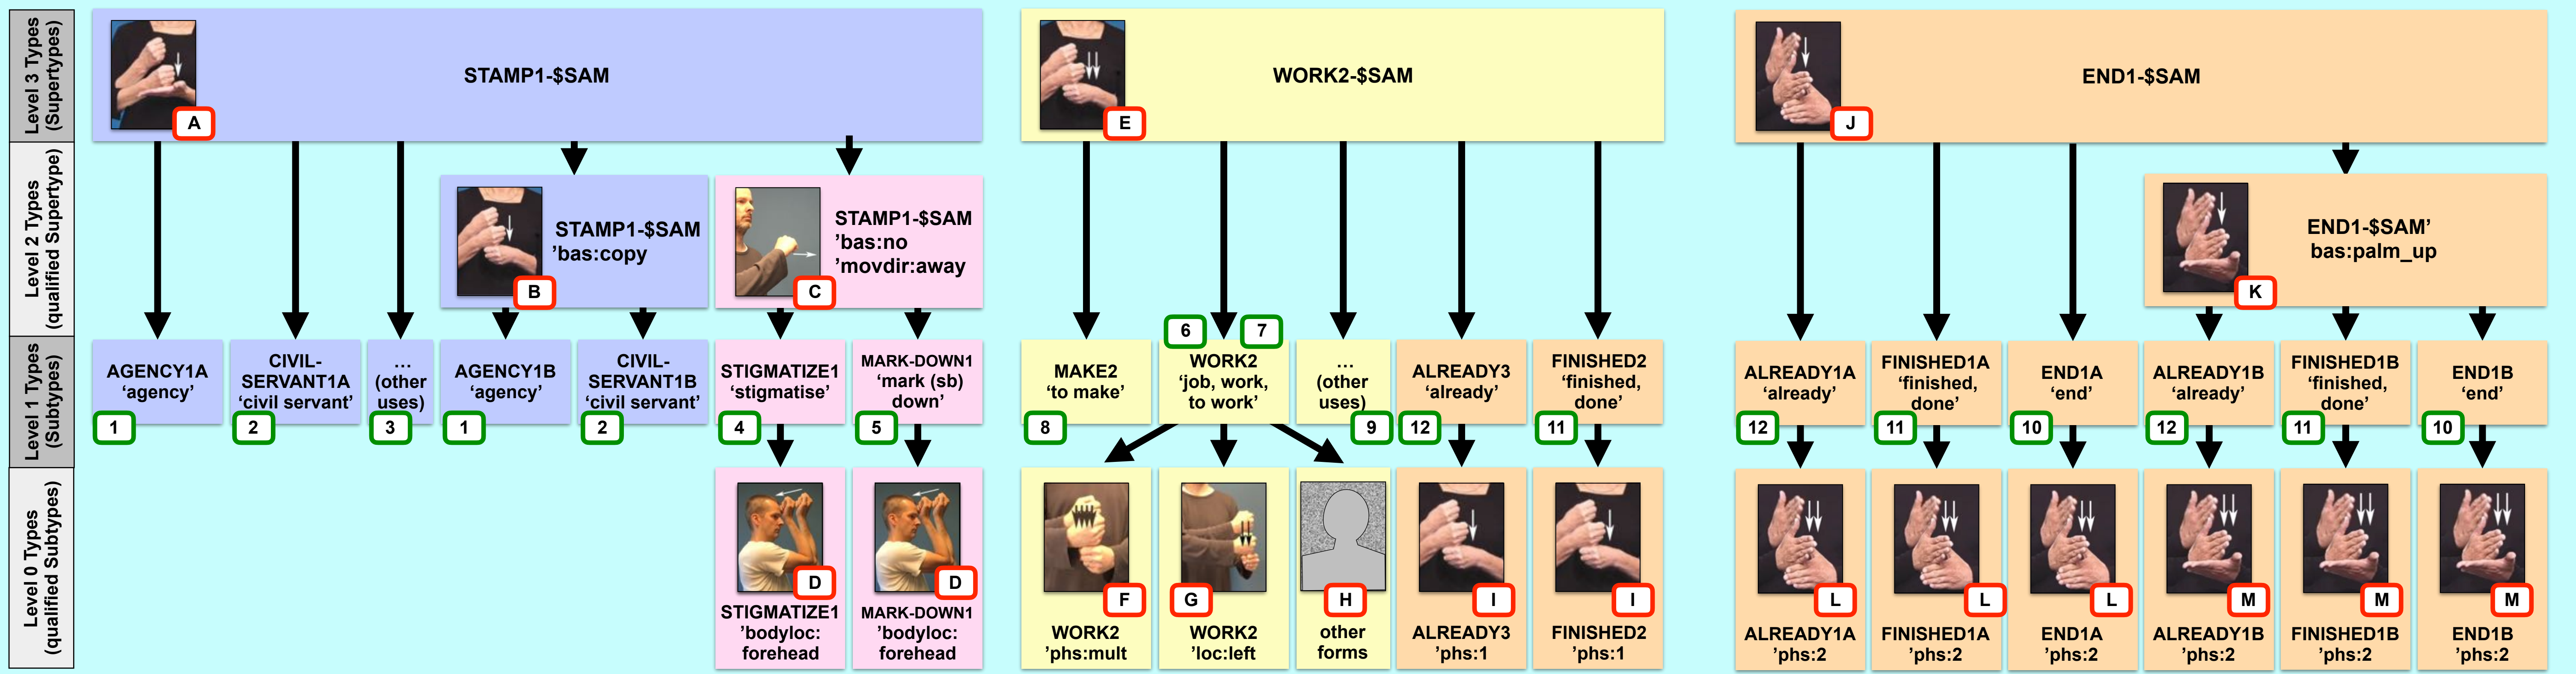 Level 3 Types
(Supertypes)
STAMP1-$SAM
A
WORK2-$SAM
E
END1-$SAM
J
Level 2 Types
(qualified Supertype)
STAMP1-$SAM
’bas:copy
B
STAMP1-$SAM
’bas:no
’movdir:away
C
END1-$SAM’
bas:palm_up
K
Level 1 Types
(Subtypes)
AGENCY1A
‘agency’
1
CIVIL-
SERVANT1A
‘civil servant’
2
...
(other
uses)
3
AGENCY1B
‘agency’
1
CIVIL-
SERVANT1B
‘civil servant’
2
STIGMATIZE1
‘stigmatise’
4
MARK-DOWN1
‘mark (sb)
down’
5
MAKE2
‘to make’
8
6
7
WORK2
‘job, work,
to work’
...
(other
uses)
9
ALREADY3
‘already’
12
FINISHED2
‘finished,
done’
11
ALREADY1A
‘already’
12
FINISHED1A
‘finished,
done’
11
END1A
‘end’
10
ALREADY1B
‘already’
12
FINISHED1B
‘finished,
done’
11
END1B
‘end’
10
Level 0 Types
(qualified Subtypes)
D
STIGMATIZE1
’bodyloc:
forehead
D
MARK-DOWN1
’bodyloc:
forehead
F
WORK2
’phs:mult
G
WORK2
’loc:left
H
other
forms
I
ALREADY3
’phs:1
I
FINISHED2
’phs:1
L
ALREADY1A
’phs:2
L
FINISHED1A
’phs:2
L
END1A
’phs:2
M
ALREADY1B
’phs:2
M
FINISHED1B
’phs:2
M
END1B
’phs:2